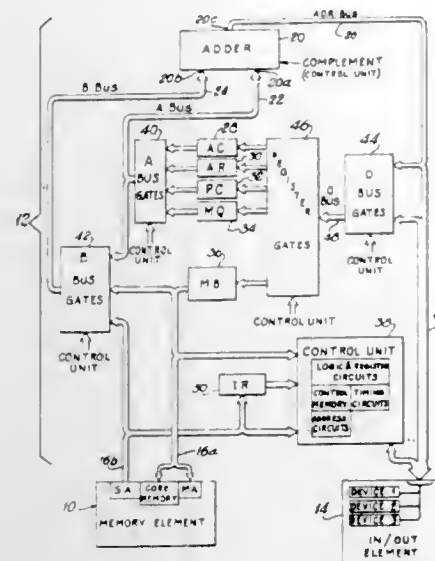 20c
ADR BUS
20
26
ADDER
COMPLEMENT
(CONTROL UNIT)
20b
20a
B BUS
24
A BUS
22
40
28
46
44
A
BUS
GATES
AC
AR
PC
MQ
30
32
34
REGISTER
GATES
D
BUS
38
D
BUS
GATES
12
42
B
BUS
GATES
CONTROL
UNIT
36
MB
CONTROL
UNIT
CONTROL UNIT
CONTROL
UNIT
50
IR
CONTROL UNIT
LOGIC & REGISTER
CIRCUITS
CONTROL
MEMORY
TIMING
CIRCUITS
ADDRESS
CIRCUITS
16b
16a
10
SA
CORE
MEMORY
MA
MEMORY ELEMENT
14
DEVICE 1
DEVICE 2
DEVICE 3
IN/OUT
ELEMENT